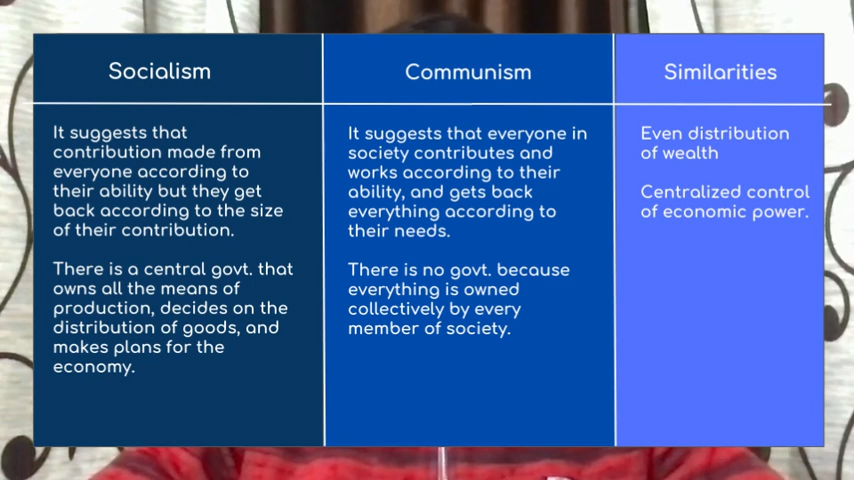 Socialism
It suggests that
contribution made from
everyone according to
their ability but they get
back according to the size
of their contribution.
There is a central govt. that
owns all the means of
production, decides on the
distribution of goods, and
makes plans for the
economy.
Communism
It suggests that everyone in
society contributes and
works according to their
ability, and gets back
everything according to
their needs.
There is no govt. because
everything is owned
collectively by every
member of society.
Similarities
Even distribution
of wealth
Centralized control
of economic power.